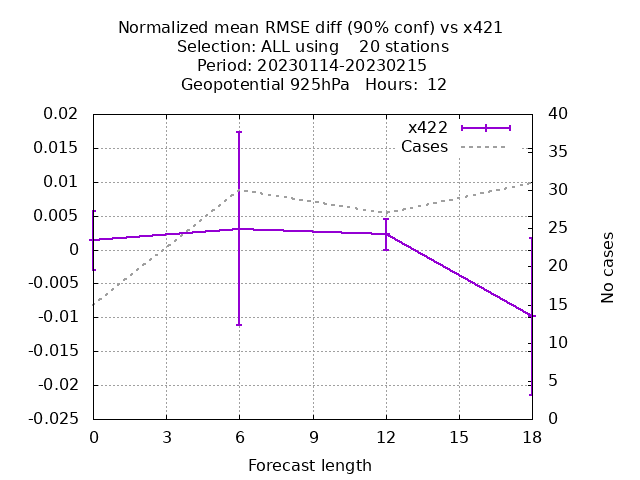 Normalized mean RMSE diff (90% conf) vs x421
Selection: ALL using    20 stations
Period: 20230114-20230215
Geopotential 925hPa   Hours:  12
x422
Cases
0.02
0.015
0.01
0.005
0
-0.005
-0.01
-0.015
-0.02
-0.025
40
35
30
25
20
15
10
5
0
No cases
0 3 6 9 12 15 18
Forecast length